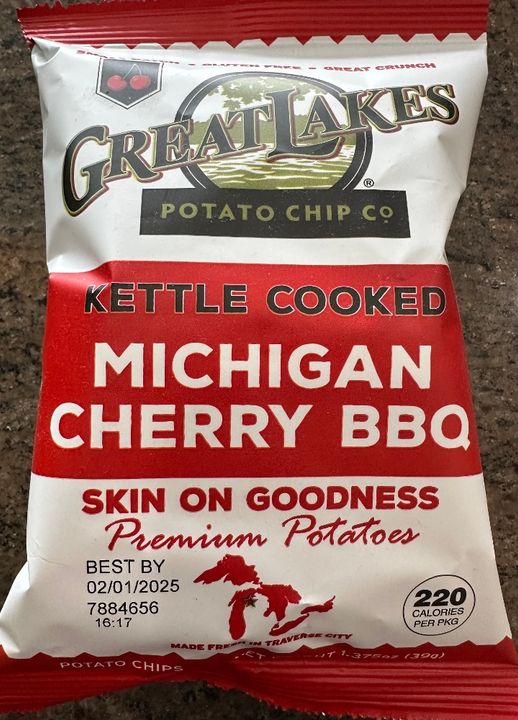 GLUTEN FREE • GREAT CRUNCH
GREAT LAKES
®
POTATO CHIP Cº
KETTLE COOKED
MICHIGAN
CHERRY BBQ
SKIN ON GOODNESS
Premium Potatoes
BEST BY
02/01/2025
7884656
16:17
220
CALORIES
PER PKG
MADE FRESH IN TRAVERSE CITY
POTATO CHIPS
1.375oz (39g)